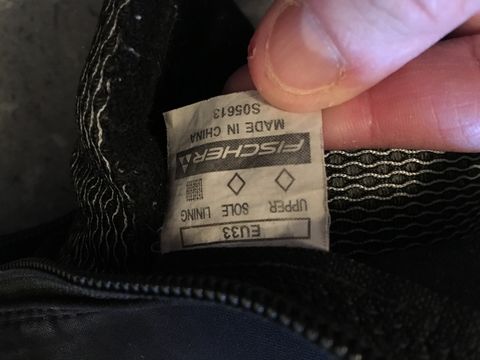 EU33
UPPER SOLE LINING
FISCHER
MADE IN CHINA
S05613